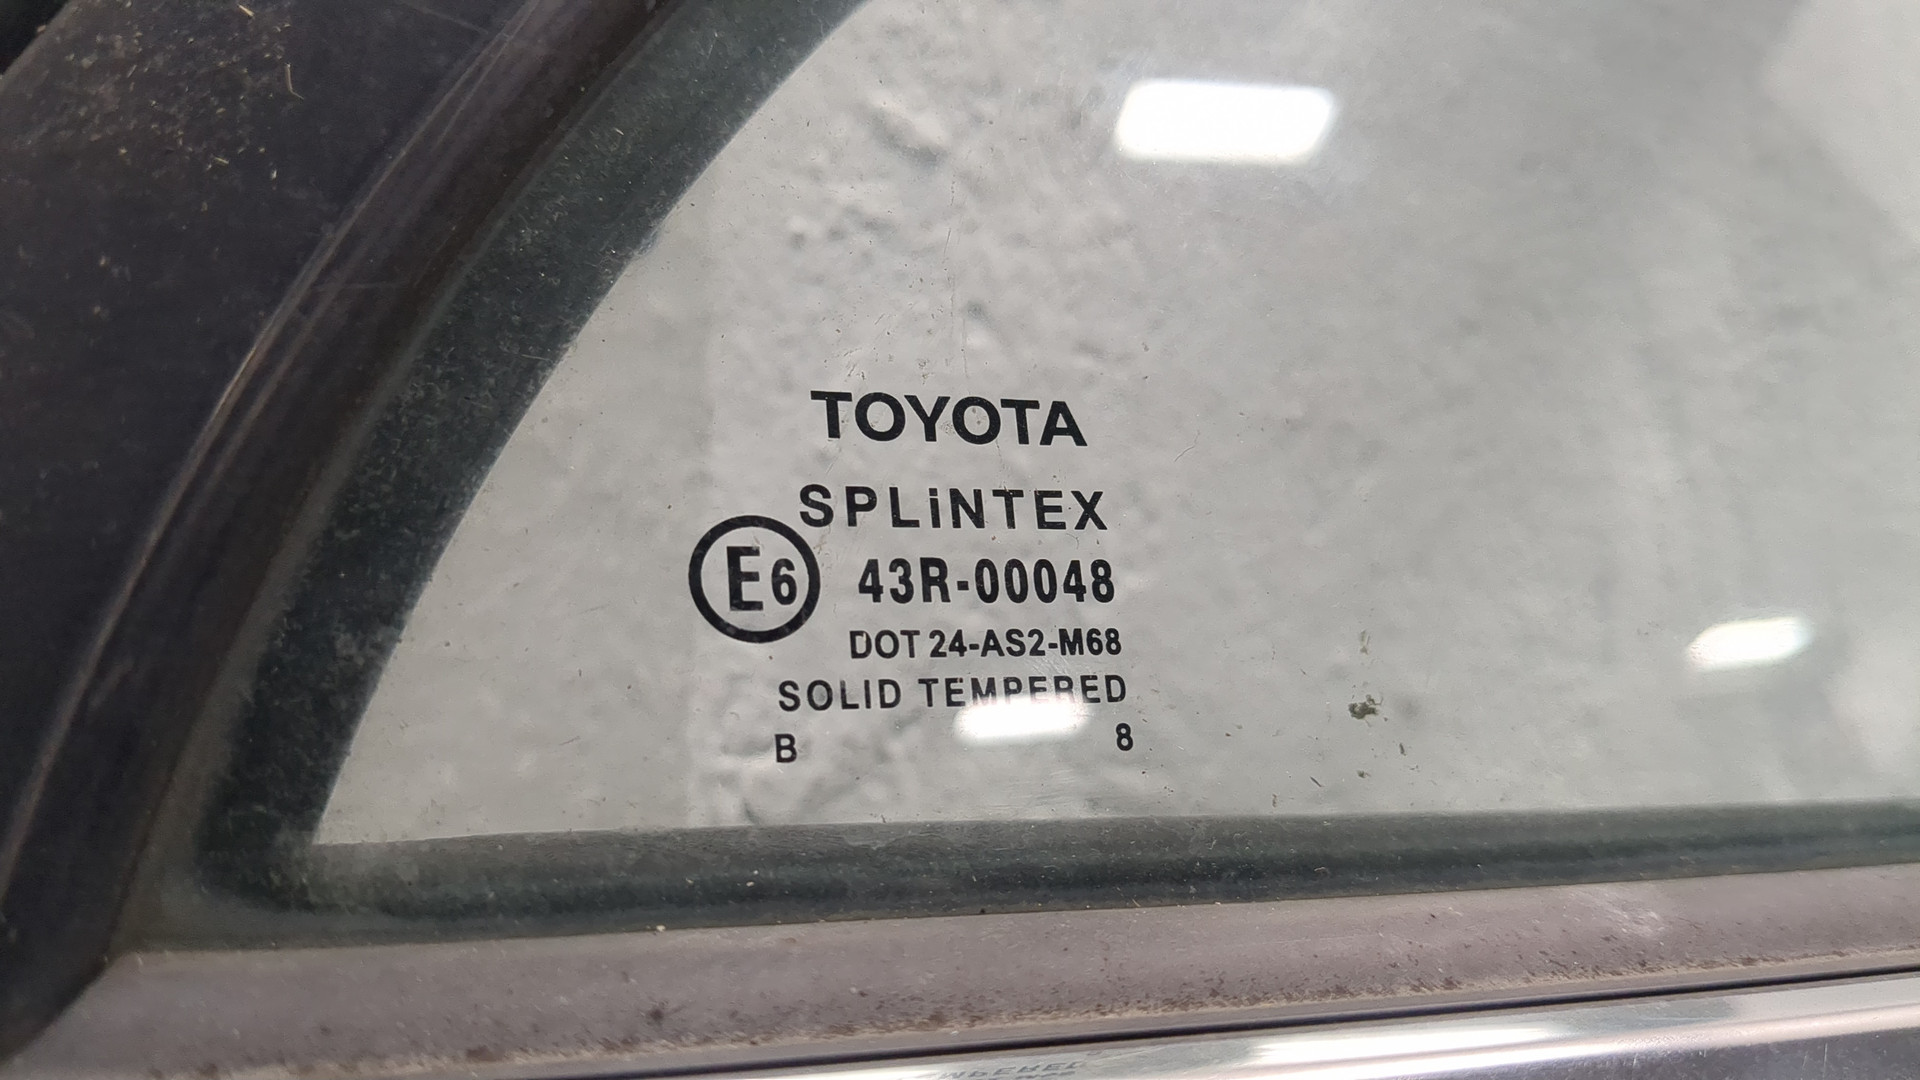 TOYOTA
SPLiNTEX
E6 43R-00048
DOT 24-AS2-M68
SOLID TEMPERED
B 8